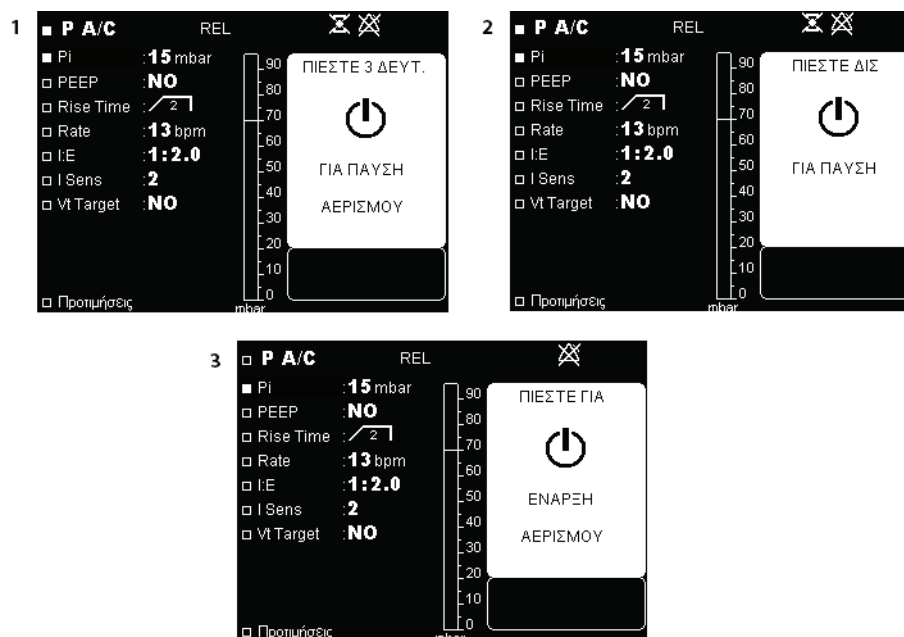 1
P A/C REL
Pi :15 mbar
PEEP :NO
Rise Time : 2
Rate :13 bpm
I:E :1:2.0
I Sens :2
Vt Target :NO
Προτιμήσεις
90
80
70
60
50
40
30
20
10
0
mbar
ΠΙΕΣΤΕ 3 ΔΕΥΤ.
ΓΙΑ ΠΑΥΣΗ
ΑΕΡΙΣΜΟΥ
2
P A/C REL
Pi :15 mbar
PEEP :NO
Rise Time : 2
Rate :13 bpm
I:E :1:2.0
I Sens :2
Vt Target :NO
Προτιμήσεις
90
80
70
60
50
40
30
20
10
0
mbar
ΠΙΕΣΤΕ ΔΙΣ
ΓΙΑ ΠΑΥΣΗ
3
P A/C REL
Pi :15 mbar
PEEP :NO
Rise Time : 2
Rate :13 bpm
I:E :1:2.0
I Sens :2
Vt Target :NO
Προτιμήσεις
90
80
70
60
50
40
30
20
10
0
mbar
ΠΙΕΣΤΕ ΓΙΑ
ΕΝΑΡΞΗ
ΑΕΡΙΣΜΟΥ